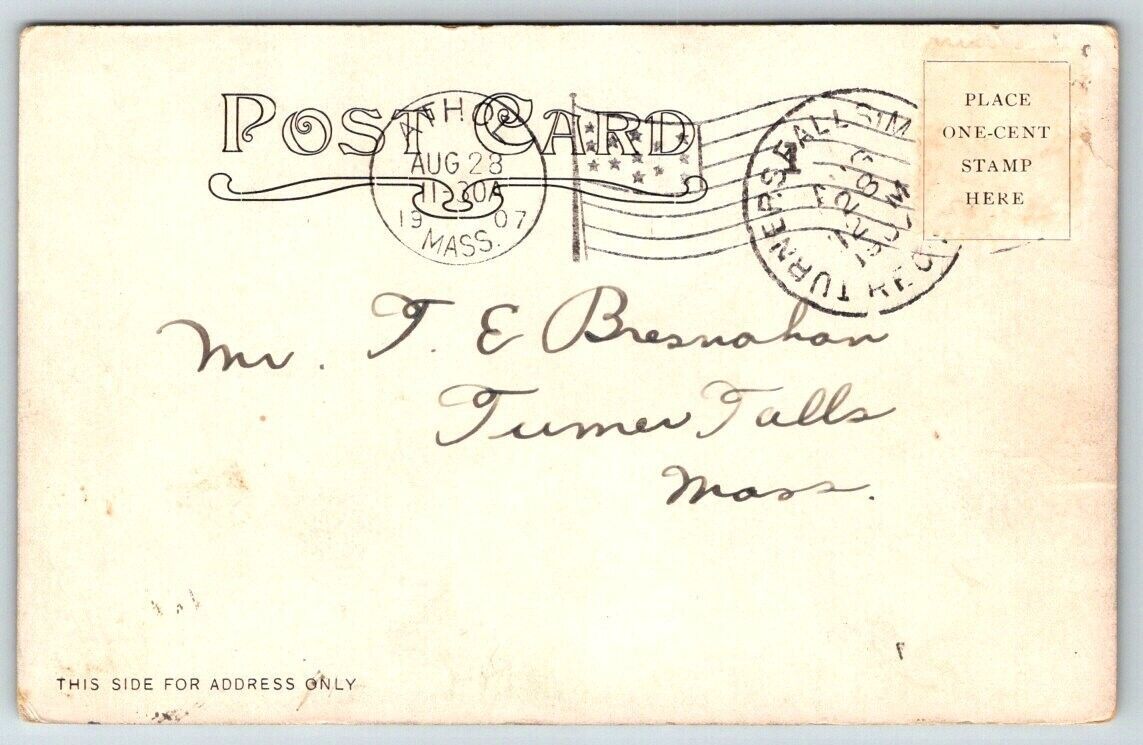 POST CARD
ATHOL
AUG 28
11 30A
1907
MASS.
TURNERS FALLS
REC'D
PLACE
ONE-CENT
STAMP
HERE
Mr. T. E Bresnahan
Turner Falls
Mass.
THIS SIDE FOR ADDRESS ONLY